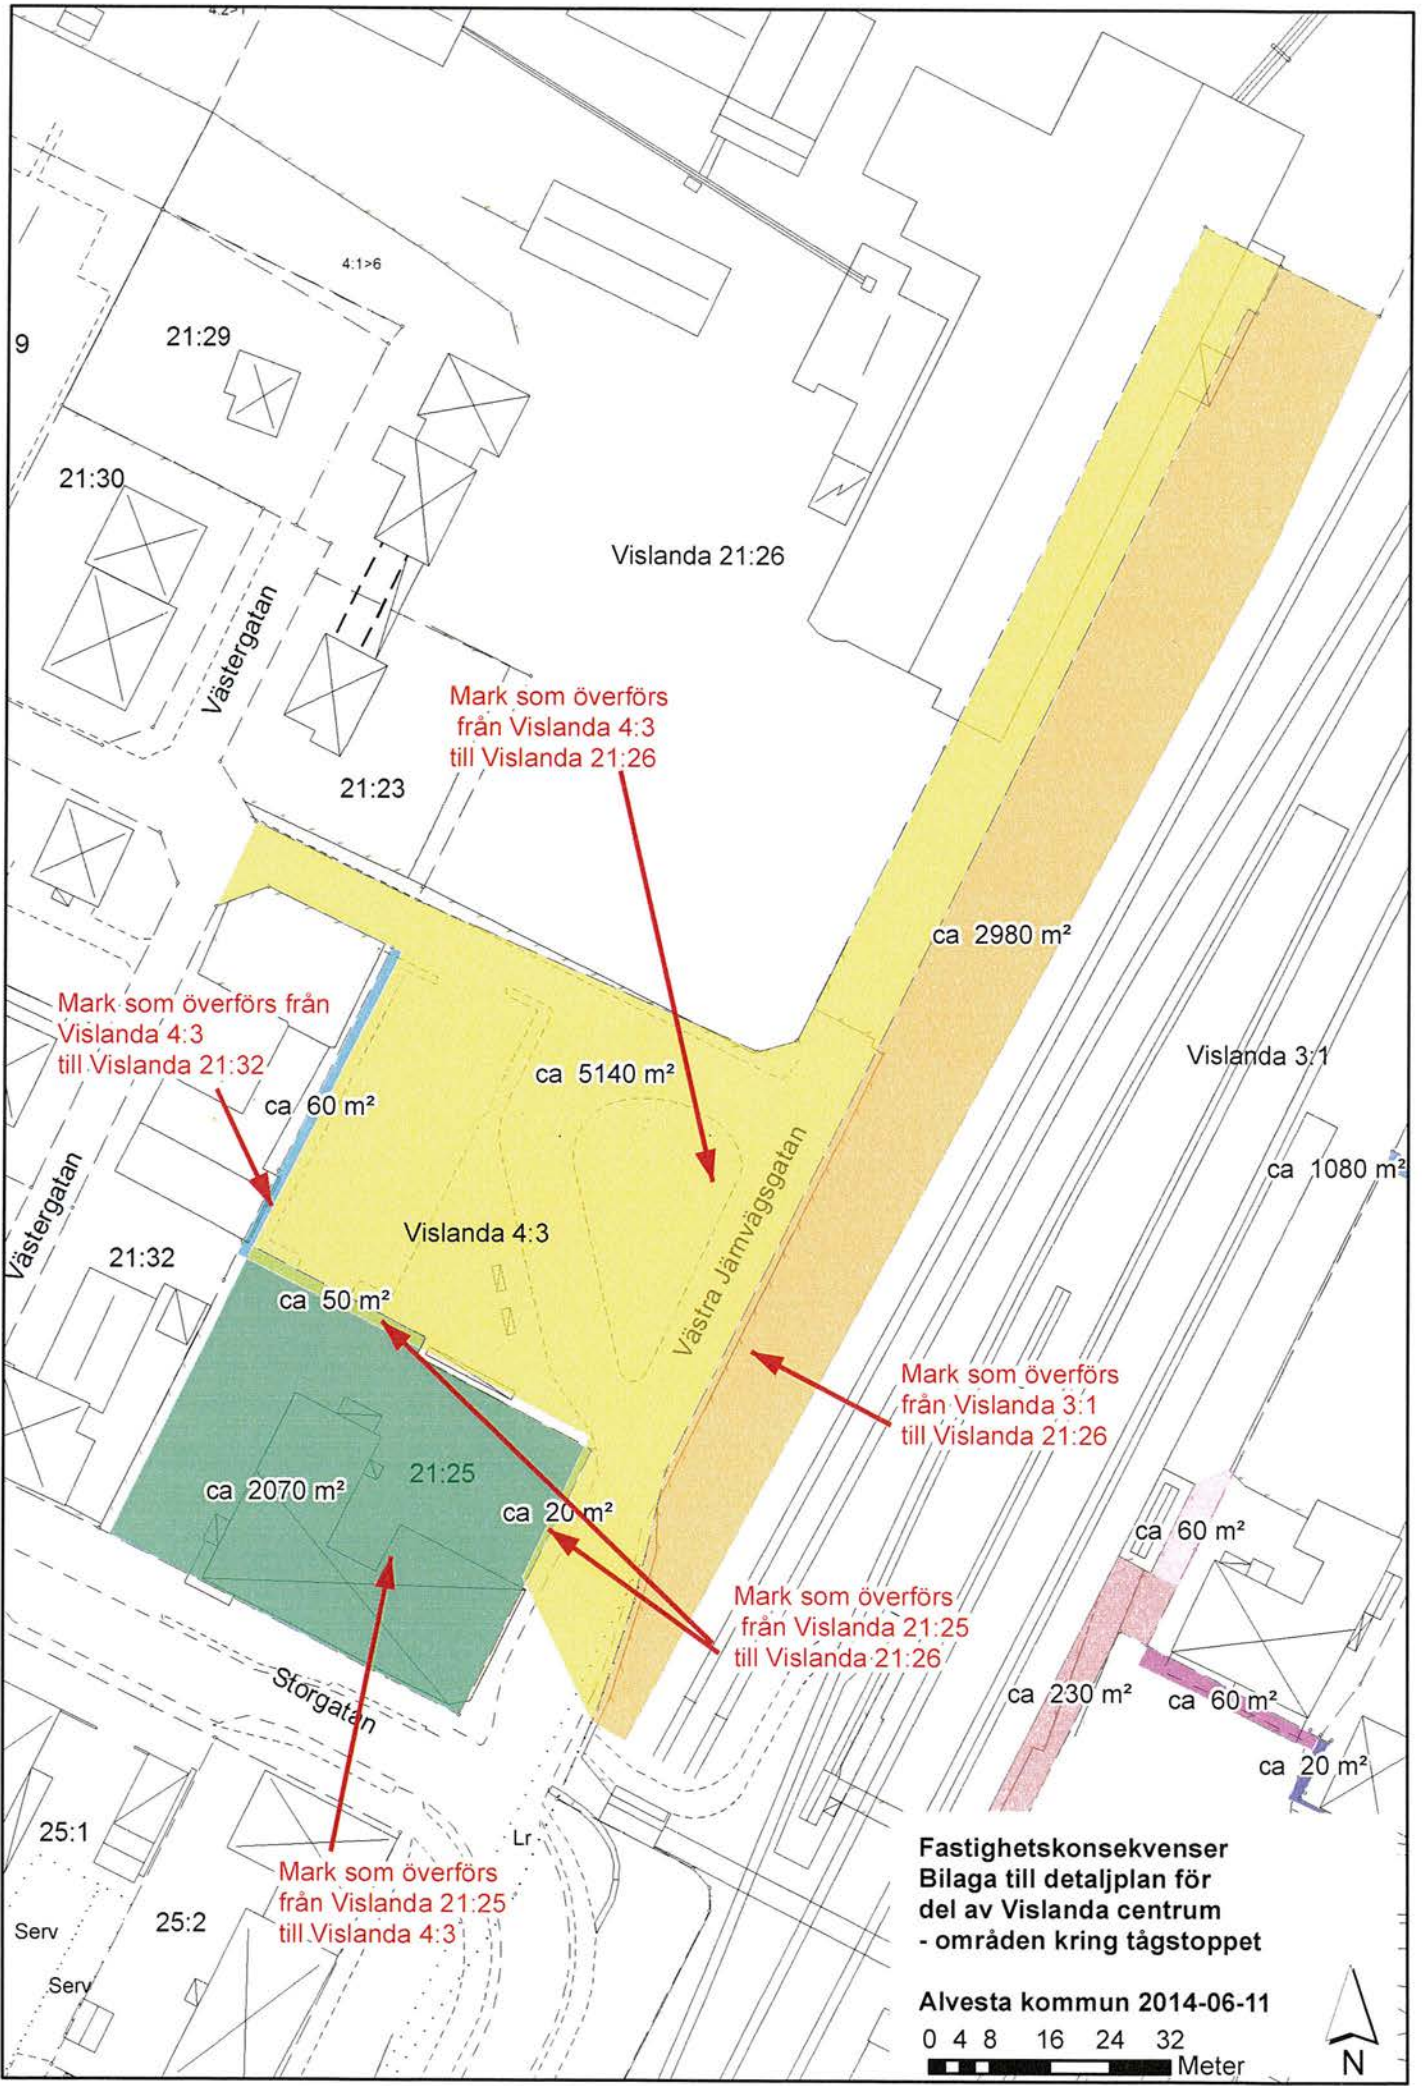 4:1>6
9
21:29
21:30
Vislanda 21:26
Västergatan
Mark som överförs
från Vislanda 4:3
till Vislanda 21:26
21:23
ca 2980 m²
Mark som överförs från
Vislanda 4:3
till Vislanda 21:32
ca 5140 m²
Vislanda 3:1
ca 60 m²
Västra Järnvägsgatan
ca 1080 m²
Västergatan
Vislanda 4:3
21:32
ca 50 m²
Mark som överförs
från Vislanda 3:1
till Vislanda 21:26
21:25
ca 2070 m²
ca 20 m²
ca 60 m²
Mark som överförs
från Vislanda 21:25
till Vislanda 21:26
Storgatan
ca 230 m²
ca 60 m²
ca 20 m²
25:1
Lr
Mark som överförs
från Vislanda 21:25
till Vislanda 4:3
25:2
Serv
Serv
Fastighetskonsekvenser
Bilaga till detaljplan för
del av Vislanda centrum
- områden kring tågstoppet
Alvesta kommun 2014-06-11
0 4 8 16 24 32
Meter
N